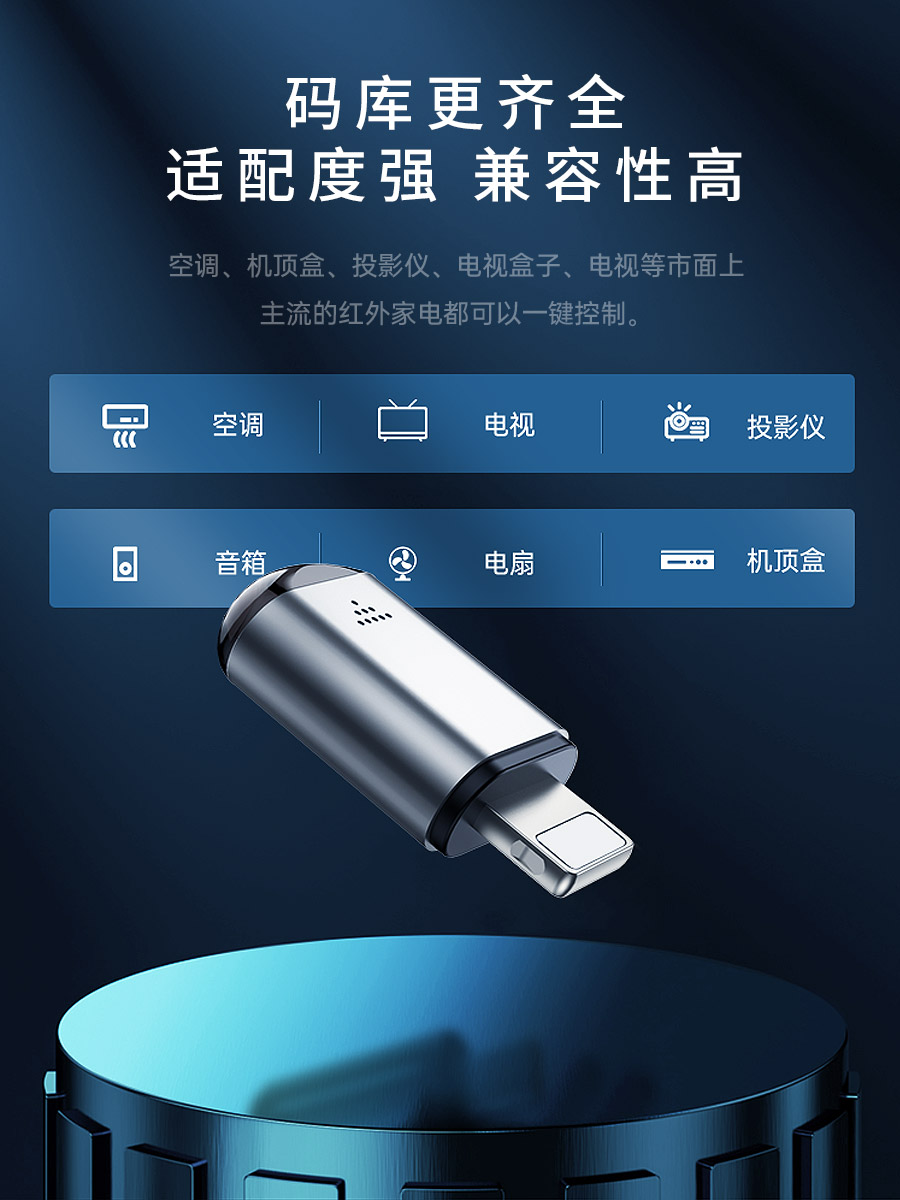 码库更齐全
适配度强 兼容性高
空调、机顶盒、投影仪、电视盒子、电视等市面上
主流的红外家电都可以一键控制。
空调 电视 投影仪
音箱 电扇 机顶盒